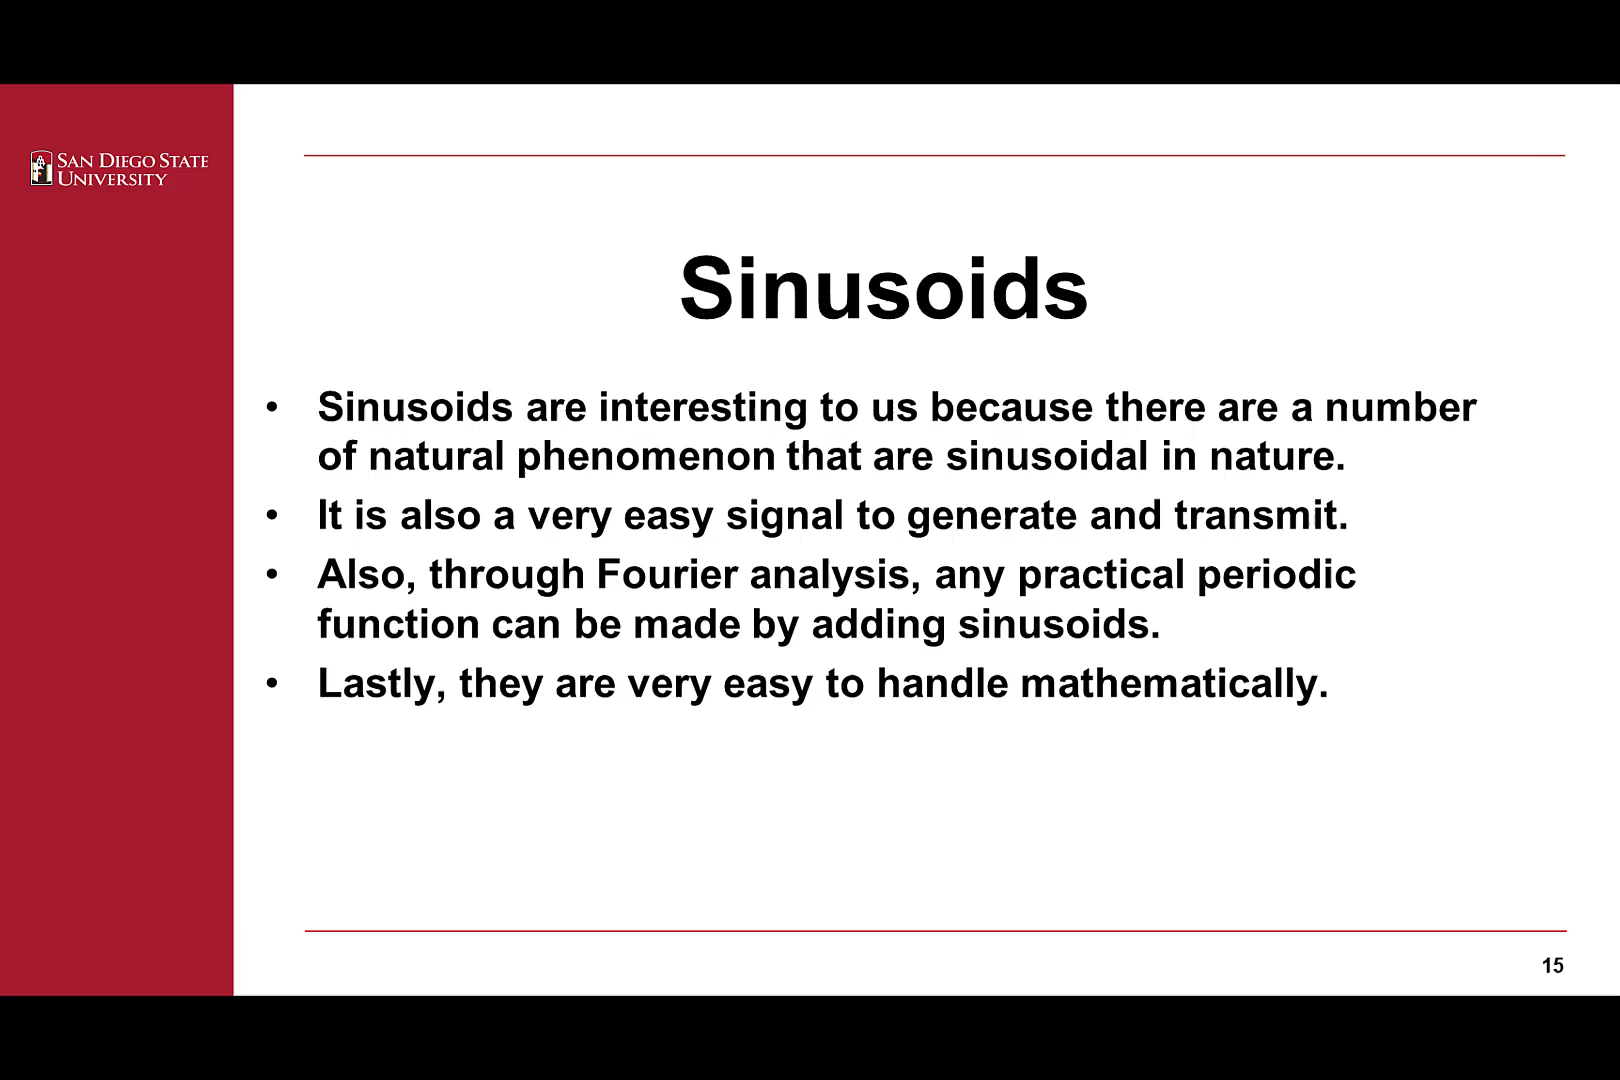 SAN DIEGO STATE
UNIVERSITY
Sinusoids
• Sinusoids are interesting to us because there are a number
of natural phenomenon that are sinusoidal in nature.
• It is also a very easy signal to generate and transmit.
• Also, through Fourier analysis, any practical periodic
function can be made by adding sinusoids.
• Lastly, they are very easy to handle mathematically.
15